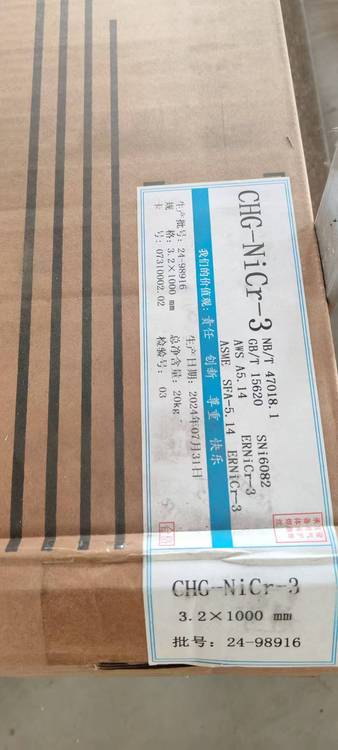 CHG-NiCr-3
NB/T 47018.1
GB/T 15620 SNi6082
AWS A5.14 ERNiCr-3
ASME SFA-5.14 ERNiCr-3
我们的价值观：责任 创新 尊重 快乐
生产批号：24-98916
规格：3.2×1000 mm
卡号：07310002.02
生产日期：2024年07月31日
总净含量：20kg
检验号：03
CHG-NiCr-3
3.2×1000 mm
批号：24-98916